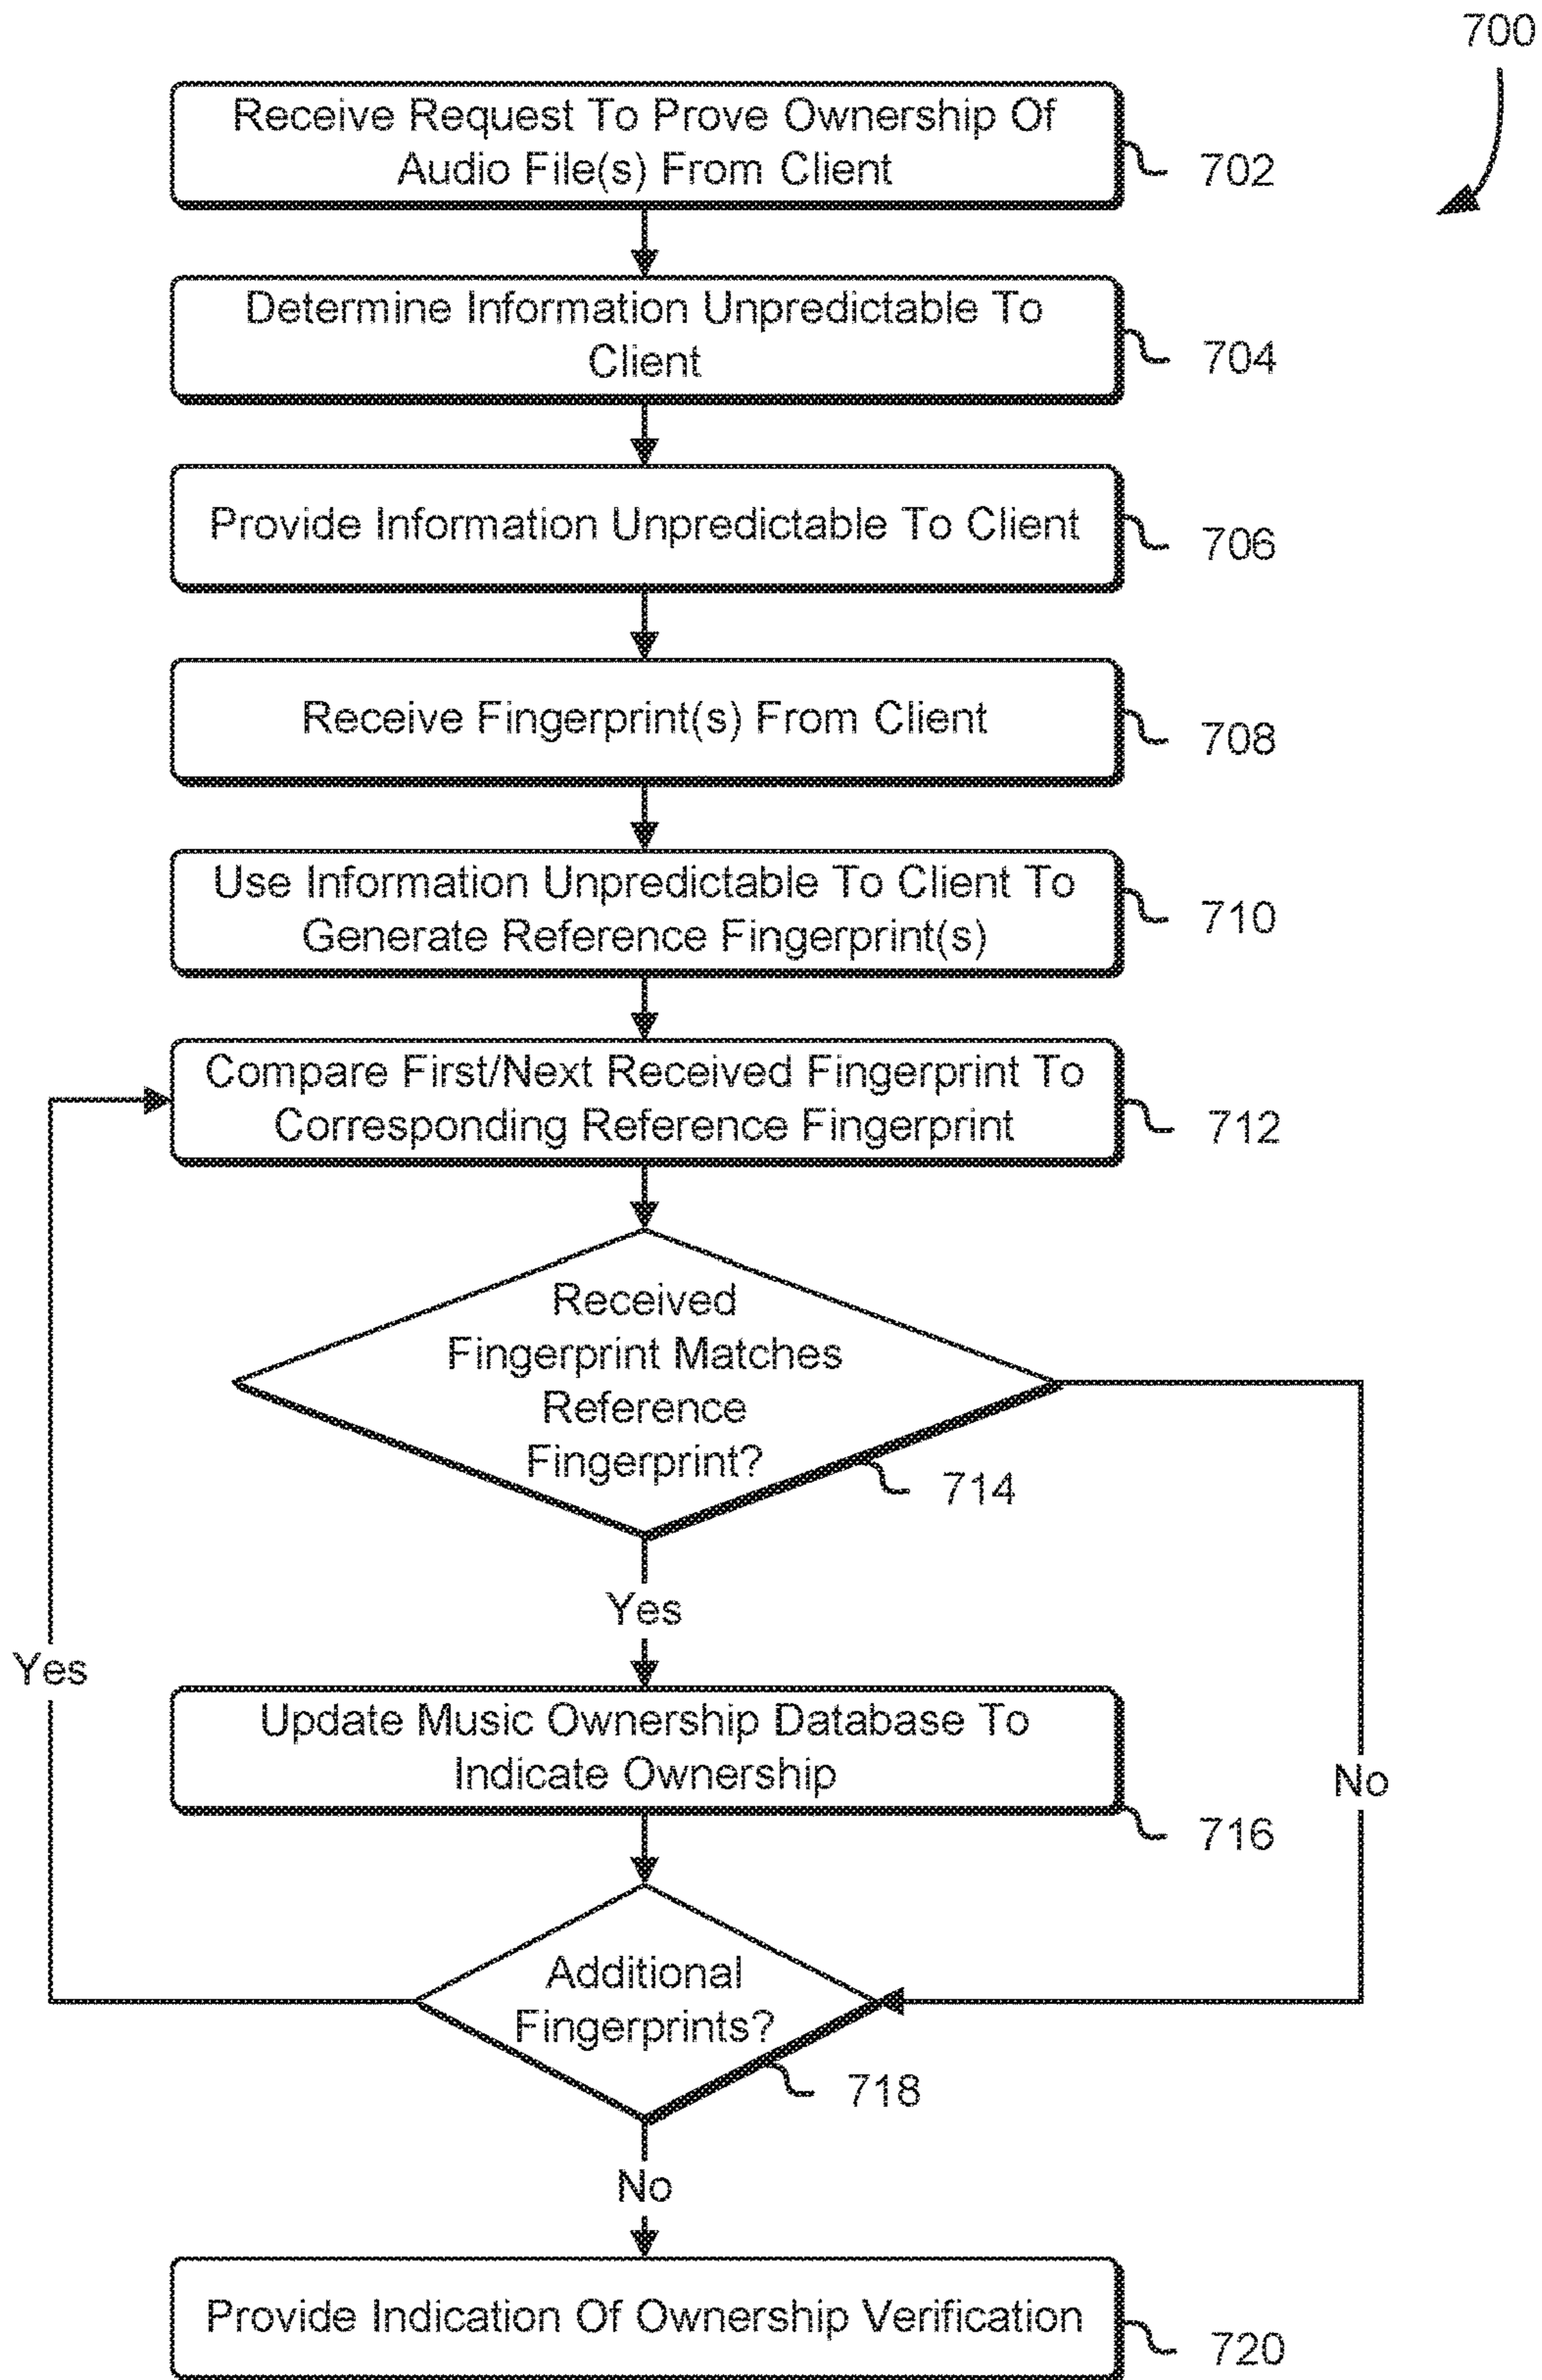 700
Receive Request To Prove Ownership Of
Audio File(s) From Client
702
Determine Information Unpredictable To
Client
704
Provide Information Unpredictable To Client
706
Receive Fingerprint(s) From Client
708
Use Information Unpredictable To Client To
Generate Reference Fingerprint(s)
710
Compare First/Next Received Fingerprint To
Corresponding Reference Fingerprint
712
Received
Fingerprint Matches
Reference
Fingerprint?
714
Yes
Yes
Update Music Ownership Database To
Indicate Ownership
No
716
Additional
Fingerprints?
718
No
Provide Indication Of Ownership Verification
720